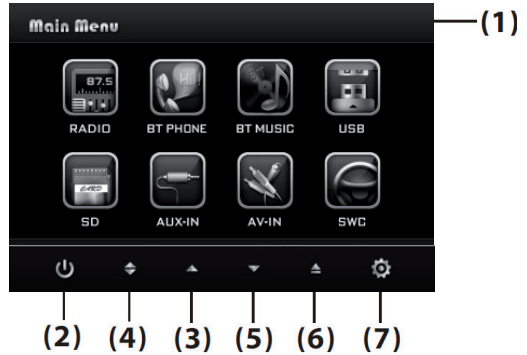 Main Menu
(1)
87.5
Hi!
RADIO BT PHONE BT MUSIC USB
CARD
SD AUX-IN AV-IN SWC
(2) (4) (3) (5) (6) (7)